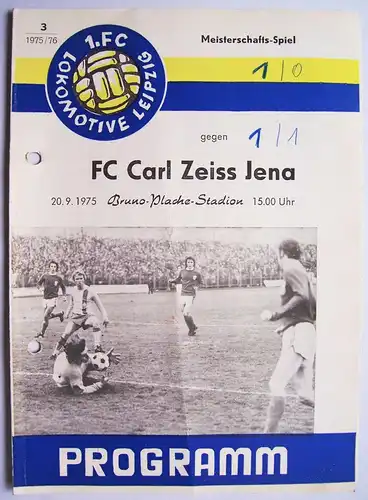 3
1975/76
1.FC
LOKOMOTIVE LEIPZIG
Meisterschafts-Spiel
1/0
gegen
1/1
FC Carl Zeiss Jena
20.9.1975 Bruno-Plache-Stadion 15.00 Uhr
PROGRAMM